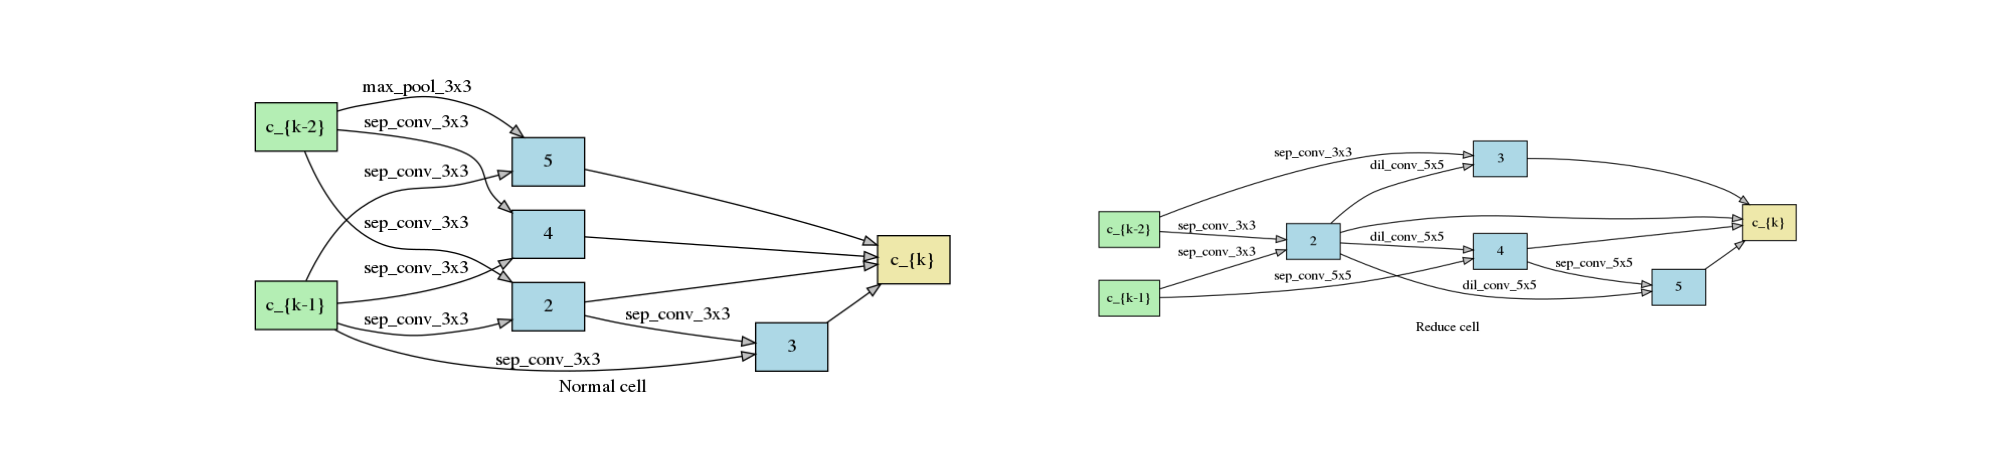 max_pool_3x3
c_{k-2}
sep_conv_3x3
5
sep_conv_3x3
sep_conv_3x3
4
c_{k}
sep_conv_3x3
c_{k-1}
2
sep_conv_3x3
sep_conv_3x3
3
sep_conv_3x3
Normal cell
sep_conv_3x3
3
dil_conv_5x5
c_{k-2}
sep_conv_3x3
c_{k}
2
dil_conv_5x5
sep_conv_3x3
4
sep_conv_5x5
sep_conv_5x5
dil_conv_5x5
5
c_{k-1}
Reduce cell